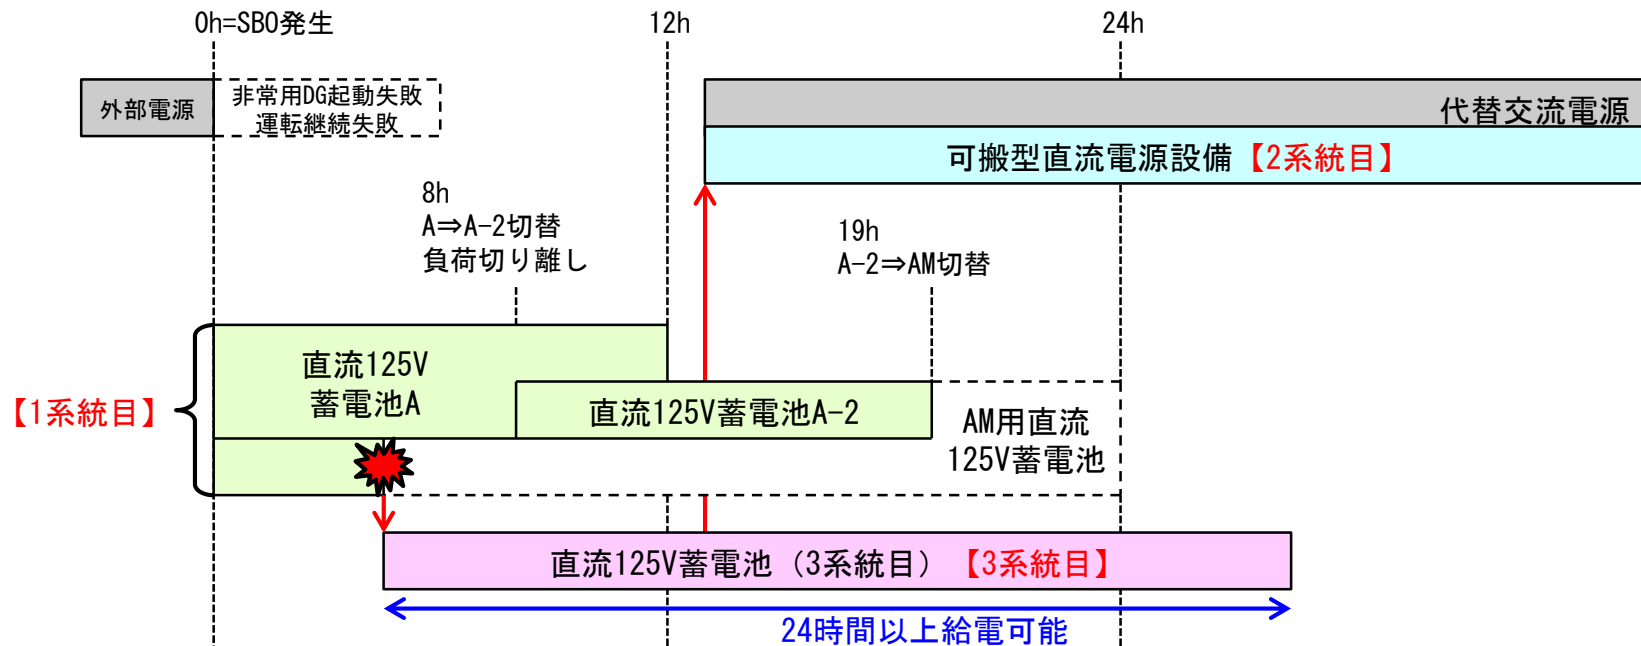 0h=SBO発生
12h
24h
外部電源
非常用DG起動失敗
運転継続失敗
代替交流電源
可搬型直流電源設備【2系統目】
8h
A⇒A-2切替
負荷切り離し
19h
A-2⇒AM切替
【1系統目】
直流125V
蓄電池A
直流125V蓄電池A-2
AM用直流
125V蓄電池
直流125V蓄電池（3系統目）【3系統目】
24時間以上給電可能